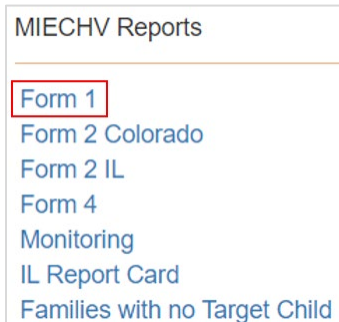 MIECHV Reports
Form 1
Form 2 Colorado
Form 2 IL
Form 4
Monitoring
IL Report Card
Families with no Target Child